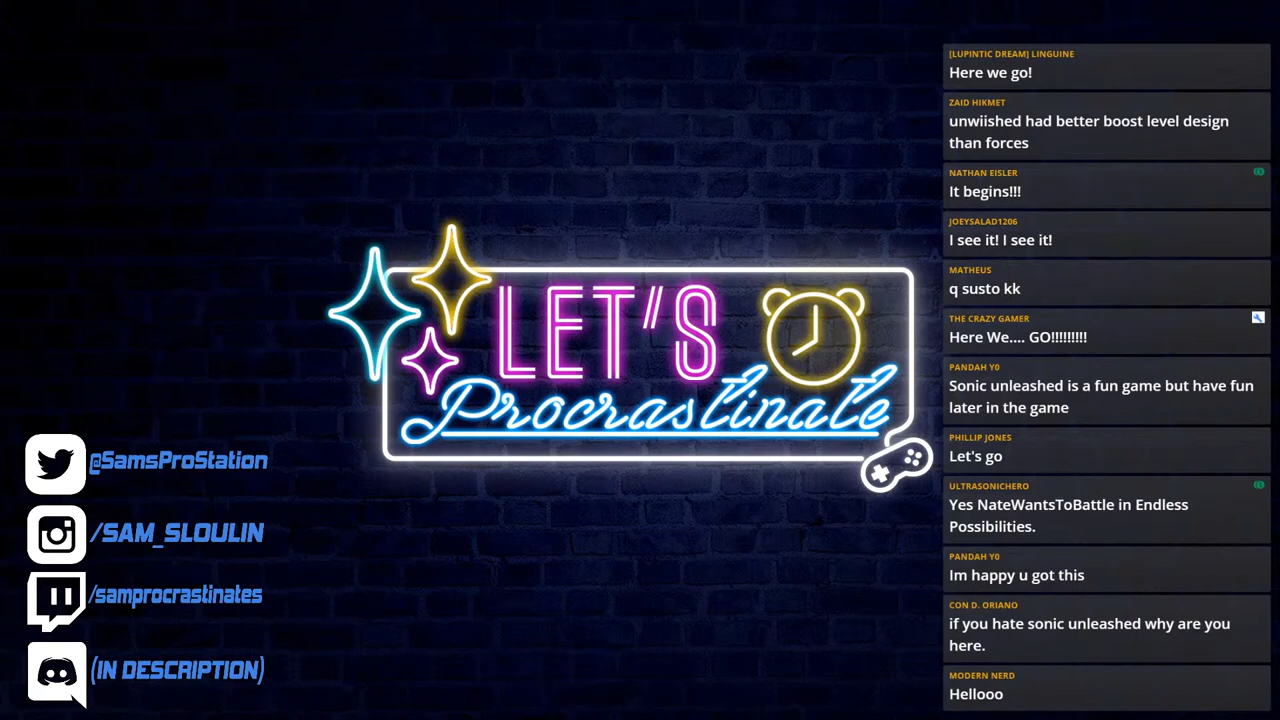 LET'S
Procrastinate
@SamsProStation
/SAM_SLOULIN
/samprocrastinates
(IN DESCRIPTION)
[LUPINTIC DREAM] LINGUINE
Here we go!
ZAID HIKMET
unwiished had better boost level design
than forces
NATHAN EISLER
It begins!!!
JOEYSALAD1206
I see it! I see it!
MATHEUS
q susto kk
THE CRAZY GAMER
Here We.... GO!!!!!!!!!
PANDAH Y0
Sonic unleashed is a fun game but have fun
later in the game
PHILLIP JONES
Let's go
ULTRASONICHERO
Yes NateWantsToBattle in Endless
Possibilities.
PANDAH Y0
Im happy u got this
CON D. ORIANO
if you hate sonic unleashed why are you
here.
MODERN NERD
Hellooo